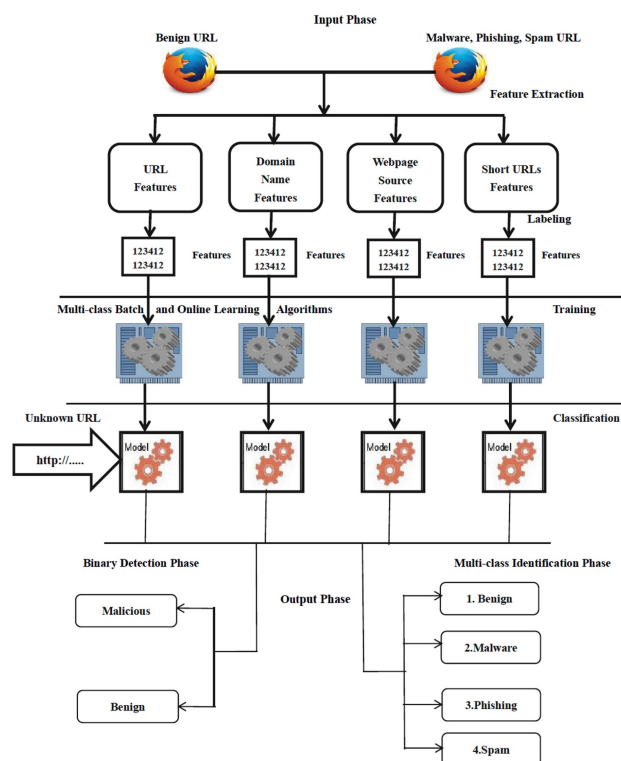 Input Phase
Benign URL
Malware, Phishing, Spam URL
Feature Extraction
URL
Features
Domain
Name
Features
Webpage
Source
Features
Short URLs
Features
Labeling
123412
123412
Features
123412
123412
Features
123412
123412
Features
123412
123412
Features
Multi-class Batch and Online Learning Algorithms
Training
Unknown URL
Classification
http://.....
Model
Model
Model
Model
Binary Detection Phase
Multi-class Identification Phase
Output Phase
Malicious
Benign
1. Benign
2.Malware
3.Phishing
4.Spam